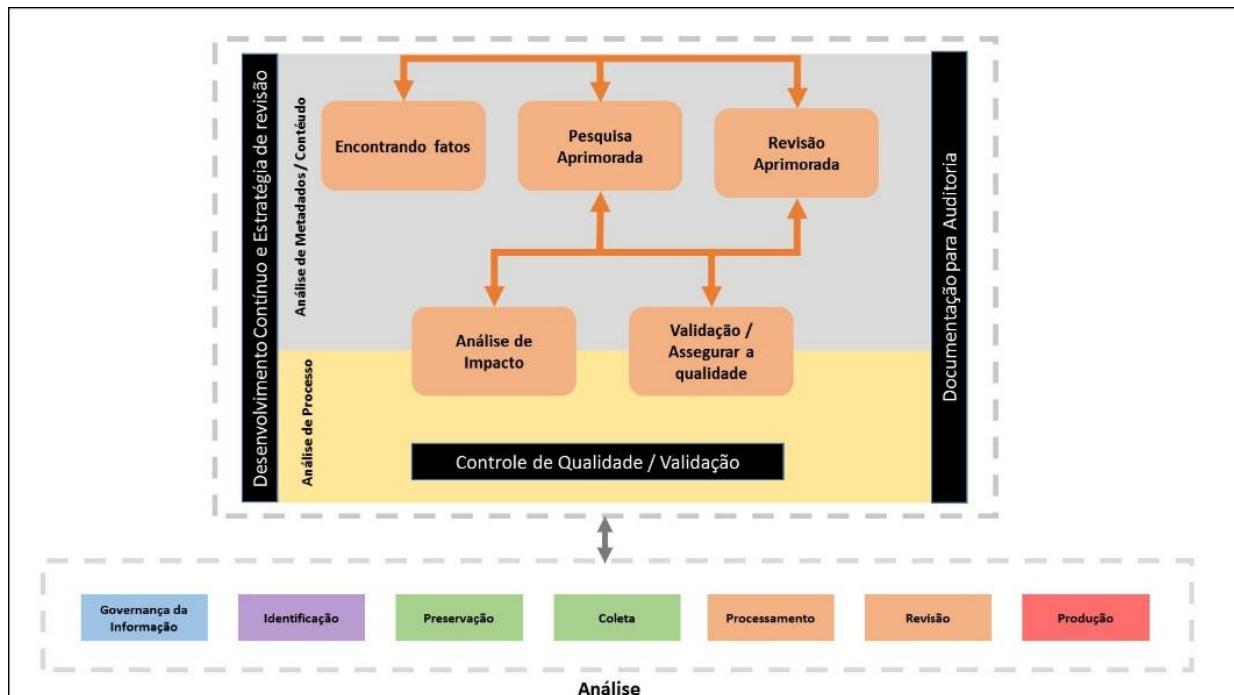 Desenvolvimento Contínuo e Estratégia de revisão
Análise de Metadados / Contéudo
Encontrando fatos
Pesquisa
Aprimorada
Revisão
Aprimorada
Análise de
Impacto
Validação /
Assegurar a
qualidade
Documentação para Auditoria
Análise de Processo
Controle de Qualidade / Validação
Governança da
Informação
Identificação
Preservação
Coleta
Processamento
Revisão
Produção
Análise